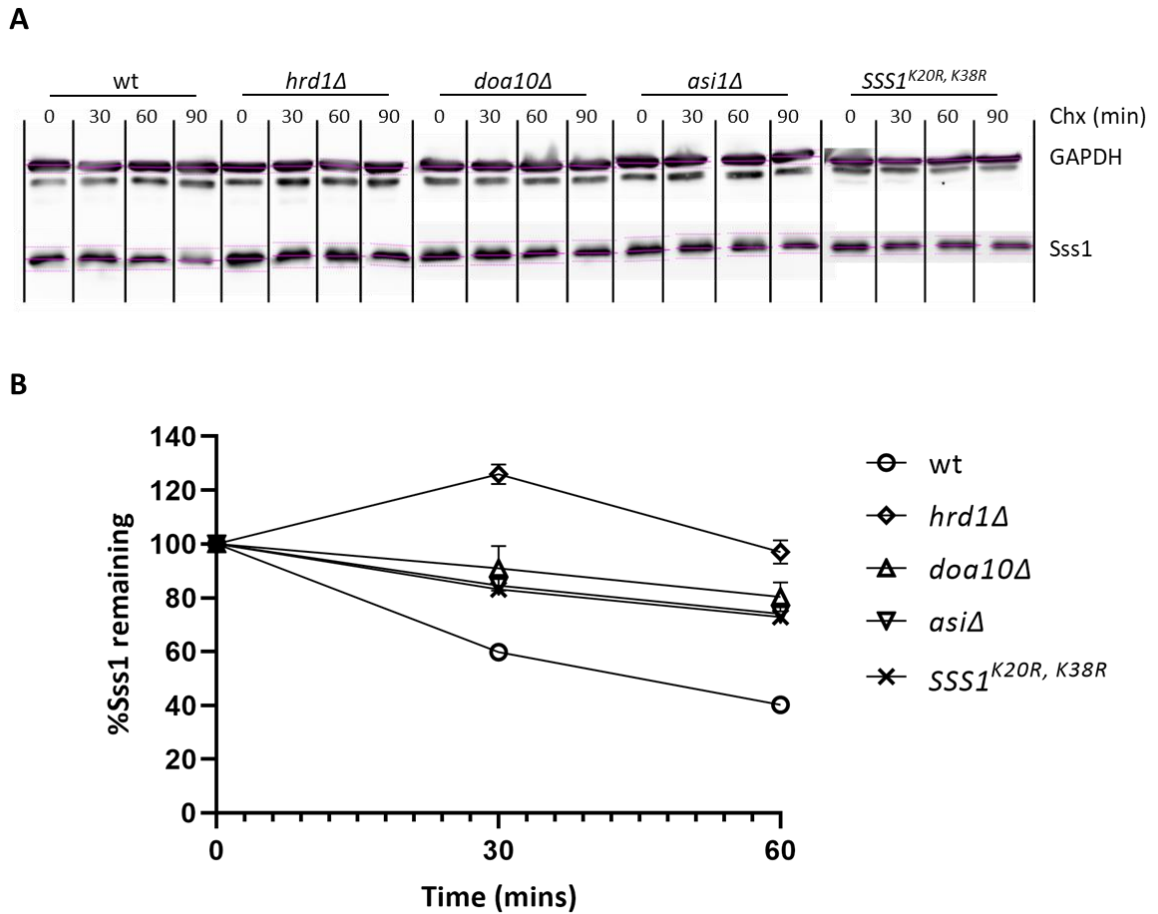 A
wt hrd1Δ doa10Δ asi1Δ SSS1K20R, K38R
0 30 60 90 0 30 60 90 0 30 60 90 0 30 60 90 0 30 60 90 Chx (min)
GAPDH
Sss1
B
140
120
100
80
60
40
20
0
%Sss1 remaining
0 30 60
Time (mins)
wt
hrd1Δ
doa10Δ
asiΔ
SSS1K20R, K38R